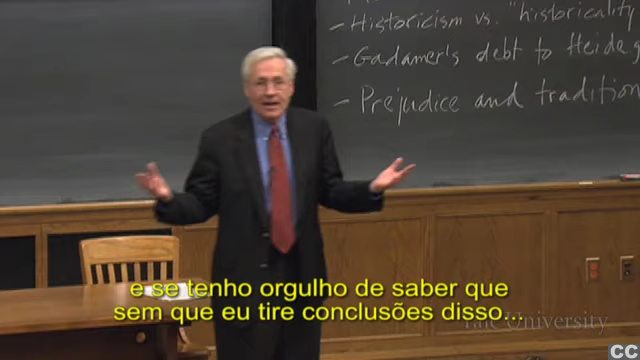 - Historicism vs. "historicality
- Gadamer's debt to Heideg
- Prejudice and tradition
e se tenho orgulho de saber que
sem que eu tire conclusões disso...
Yale University
CC